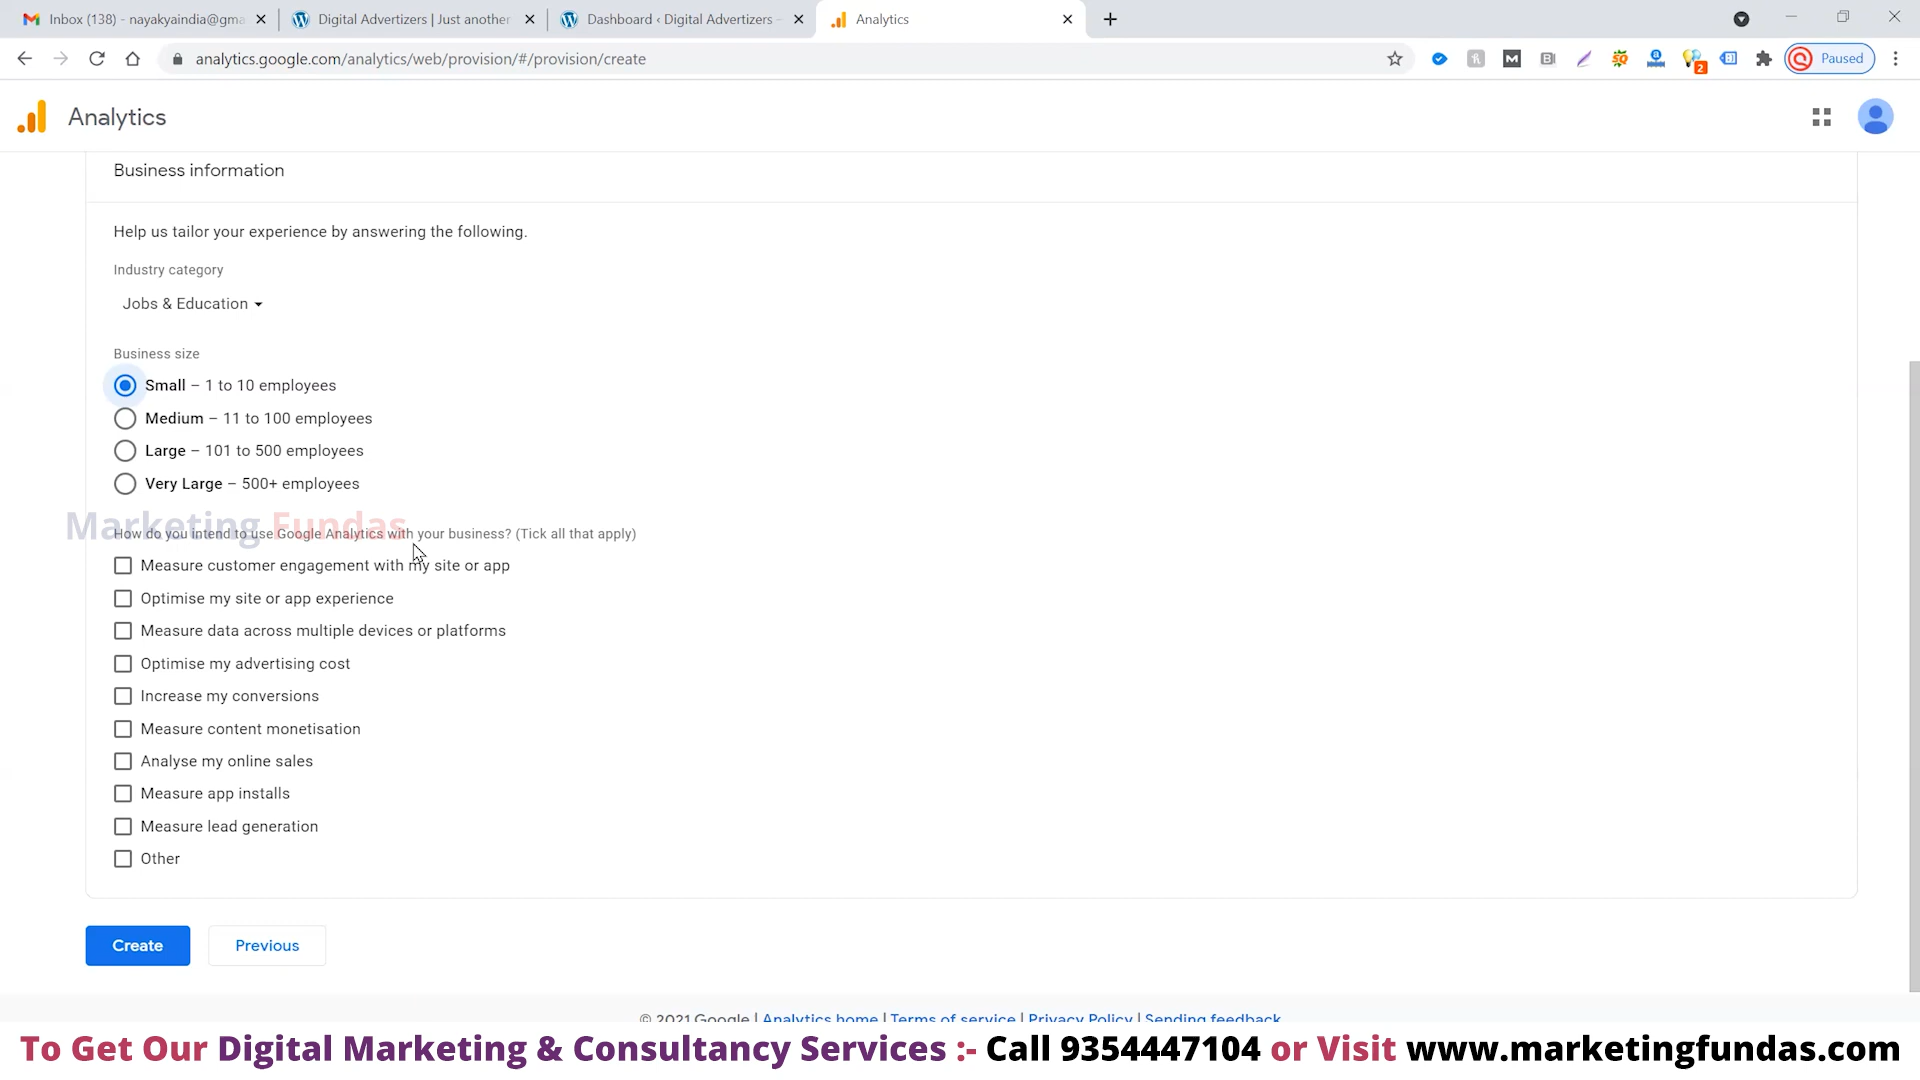 Inbox (138) - nayakyaindia@gma
Digital Advertizers | Just another
Dashboard ‹ Digital Advertizers –
Analytics
analytics.google.com/analytics/web/provision/#/provision/create
2
Paused
Analytics
Business information
Help us tailor your experience by answering the following.
Industry category
Jobs & Education
Business size
Small – 1 to 10 employees
Medium – 11 to 100 employees
Large – 101 to 500 employees
Very Large – 500+ employees
Marketing Fundas
How do you intend to use Google Analytics with your business? (Tick all that apply)
Measure customer engagement with my site or app
Optimise my site or app experience
Measure data across multiple devices or platforms
Optimise my advertising cost
Increase my conversions
Measure content monetisation
Analyse my online sales
Measure app installs
Measure lead generation
Other
Create
Previous
© 2021 Google | Analytics home | Terms of service | Privacy Policy | Sending feedback
To Get Our Digital Marketing & Consultancy Services :- Call 9354447104 or Visit www.marketingfundas.com